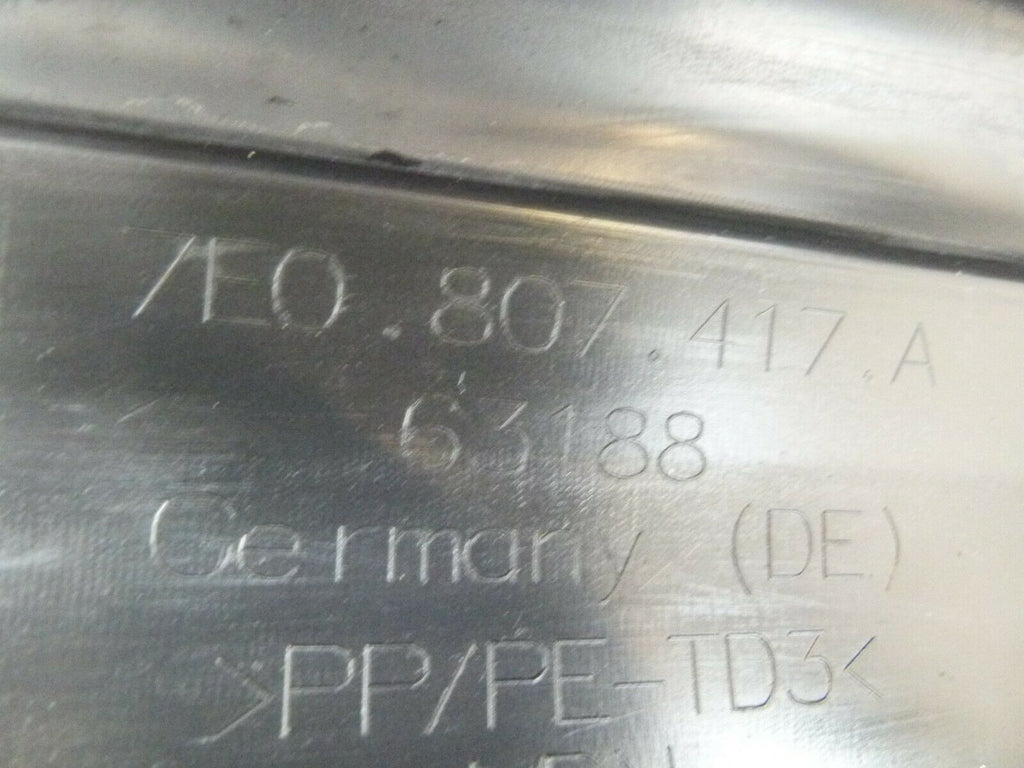 7E0.807.417.A
63188
Germany (DE)
>PP/PE-TD3<